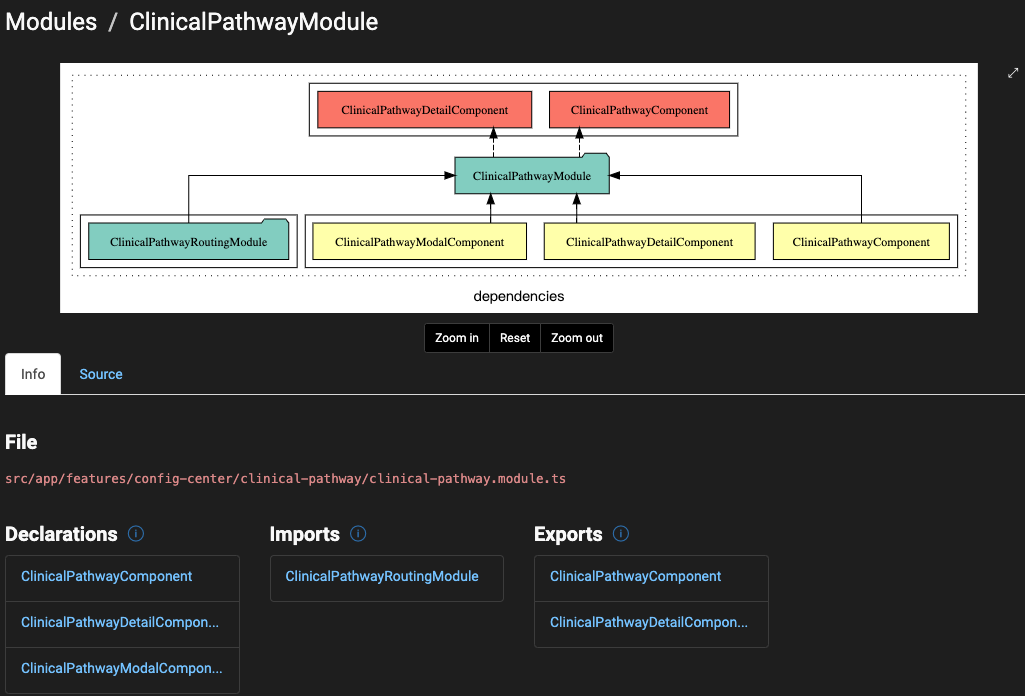 Modules / ClinicalPathwayModule
ClinicalPathwayDetailComponent
ClinicalPathwayComponent
ClinicalPathwayModule
ClinicalPathwayRoutingModule
ClinicalPathwayModalComponent
ClinicalPathwayDetailComponent
ClinicalPathwayComponent
dependencies
Zoom in
Reset
Zoom out
Info
Source
File
src/app/features/config-center/clinical-pathway/clinical-pathway.module.ts
Declarations
ClinicalPathwayComponent
ClinicalPathwayDetailCompon...
ClinicalPathwayModalCompon...
Imports
ClinicalPathwayRoutingModule
Exports
ClinicalPathwayComponent
ClinicalPathwayDetailCompon...